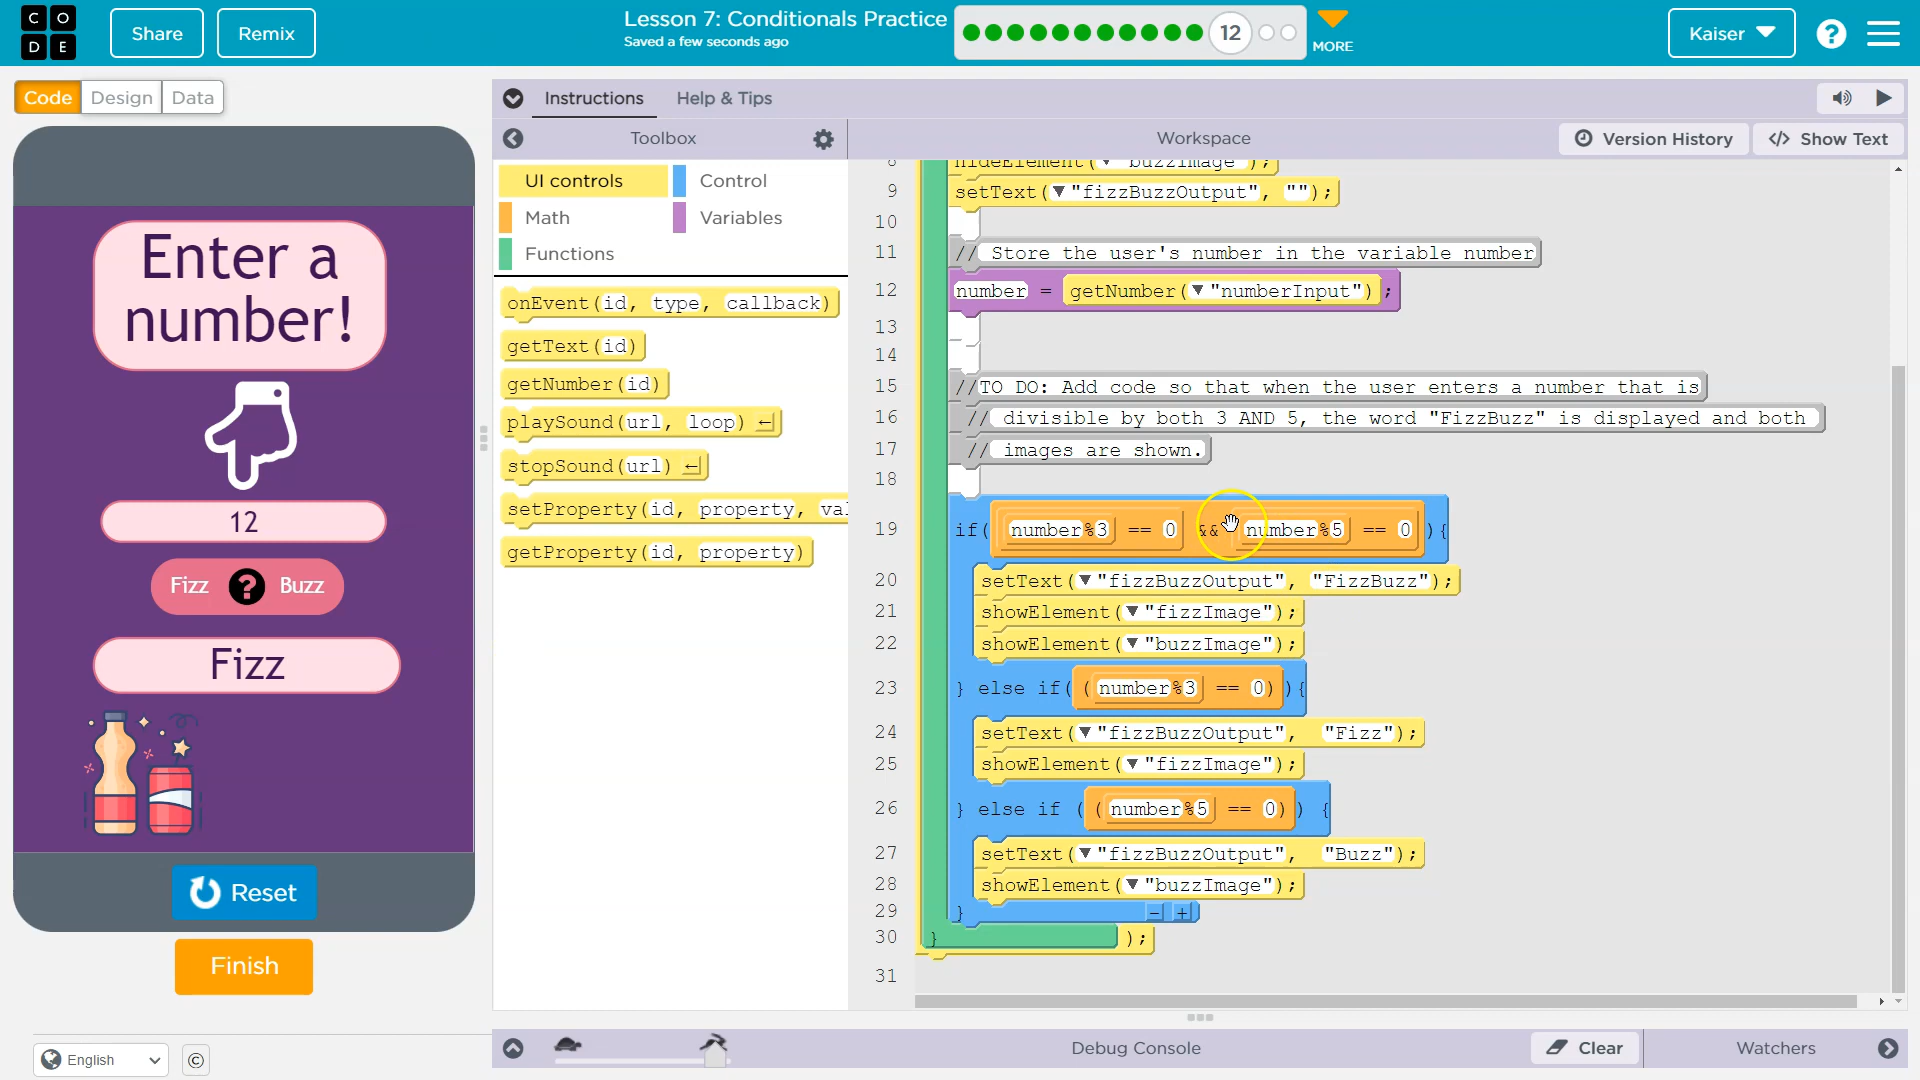 C O
D E
Share
Remix
Lesson 7: Conditionals Practice
Saved a few seconds ago
12
MORE
Kaiser
?
Code
Design
Data
Instructions
Help & Tips
Toolbox
Workspace
Version History
</> Show Text
UI controls
Control
Math
Variables
Functions
onEvent(id, type, callback)
getText(id)
getNumber(id)
playSound(url, loop) ←
stopSound(url) ←
setProperty(id, property, val
getProperty(id, property)
Enter a
number!
12
Fizz ? Buzz
Fizz
Reset
Finish
English
©
8 hideElement(▼"buzzImage");
9 setText(▼"fizzBuzzOutput", "");
10
11 // Store the user's number in the variable number
12 number = getNumber(▼"numberInput");
13
14
15 //TO DO: Add code so that when the user enters a number that is
16 // divisible by both 3 AND 5, the word "FizzBuzz" is displayed and both
17 // images are shown.
18
19 if( number%3 == 0 && number%5 == 0 ){
20 setText(▼"fizzBuzzOutput", "FizzBuzz");
21 showElement(▼"fizzImage");
22 showElement(▼"buzzImage");
23 } else if( (number%3 == 0) ){
24 setText(▼"fizzBuzzOutput", "Fizz");
25 showElement(▼"fizzImage");
26 } else if ( (number%5 == 0) ) {
27 setText(▼"fizzBuzzOutput", "Buzz");
28 showElement(▼"buzzImage");
29 } - +
30 } );
31
Debug Console
Clear
Watchers